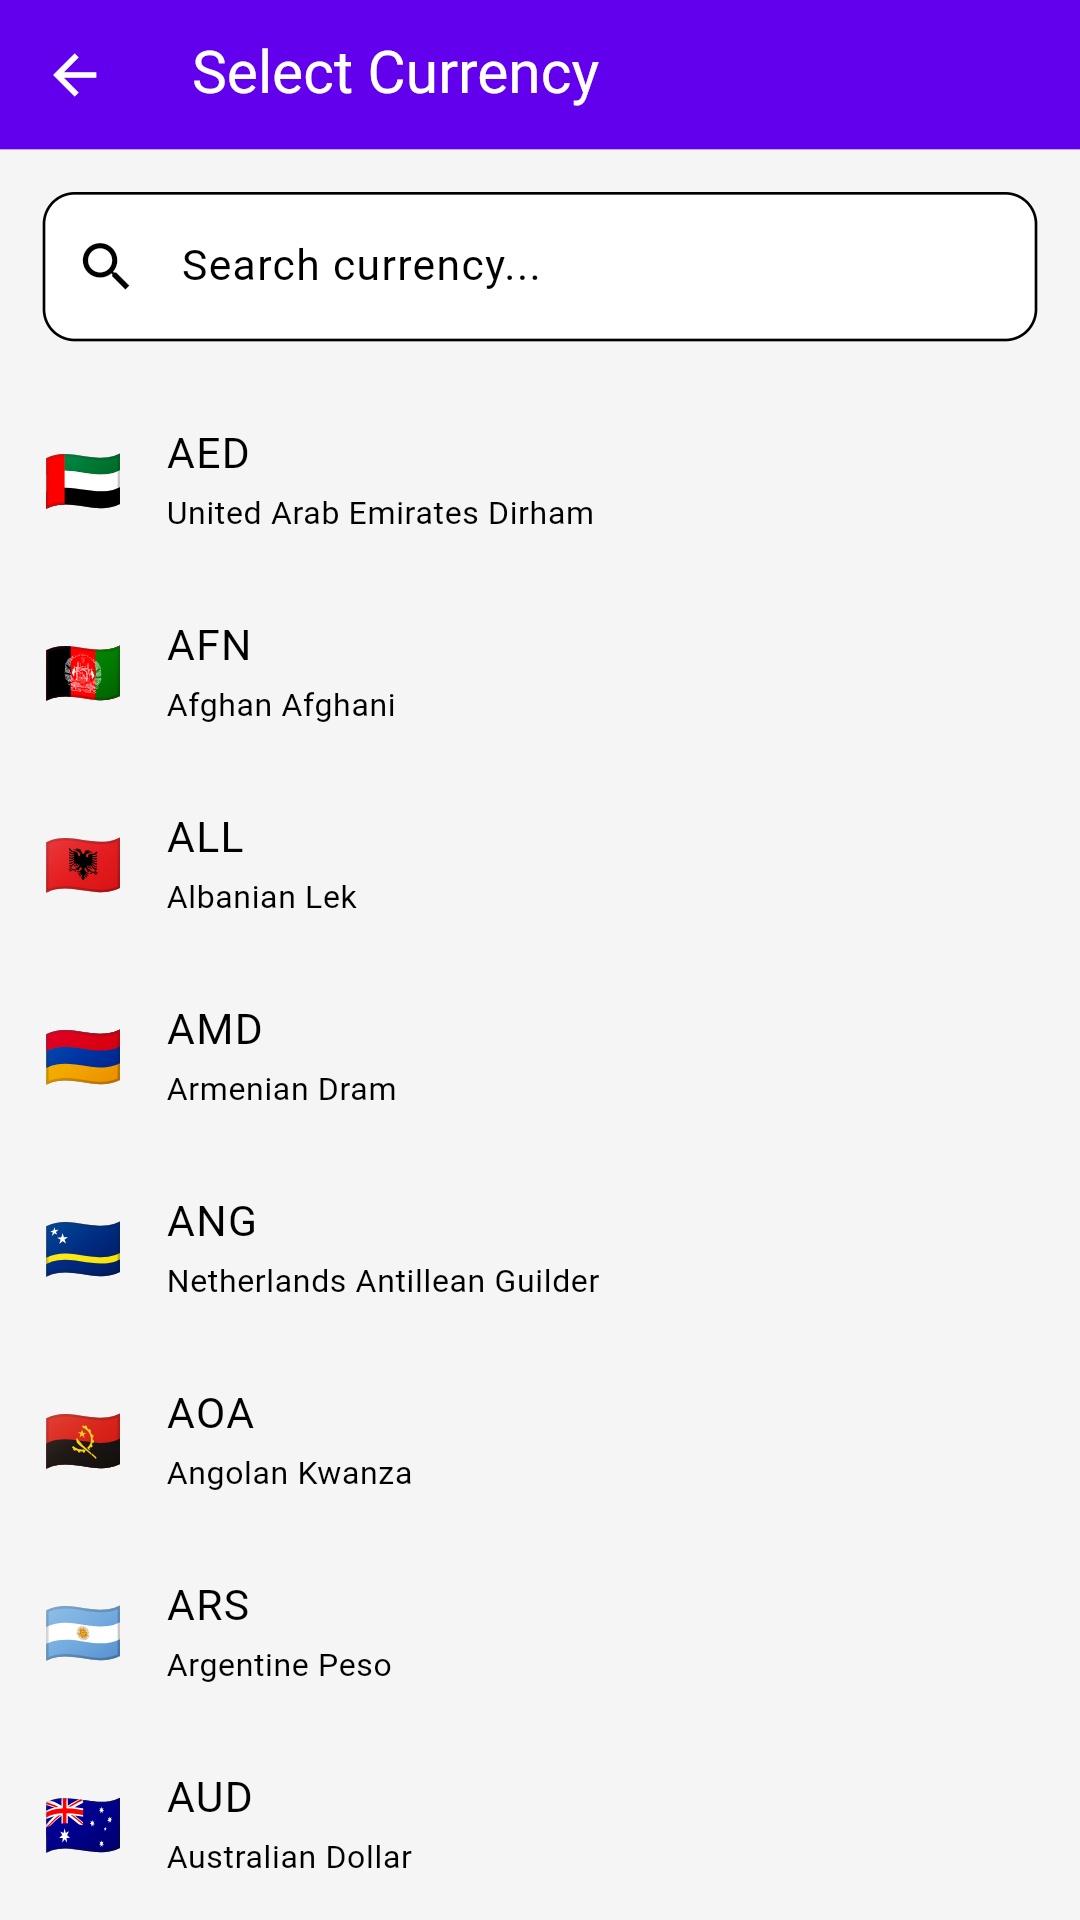 Select Currency
Search currency...
AED
United Arab Emirates Dirham
AFN
Afghan Afghani
ALL
Albanian Lek
AMD
Armenian Dram
ANG
Netherlands Antillean Guilder
AOA
Angolan Kwanza
ARS
Argentine Peso
AUD
Australian Dollar